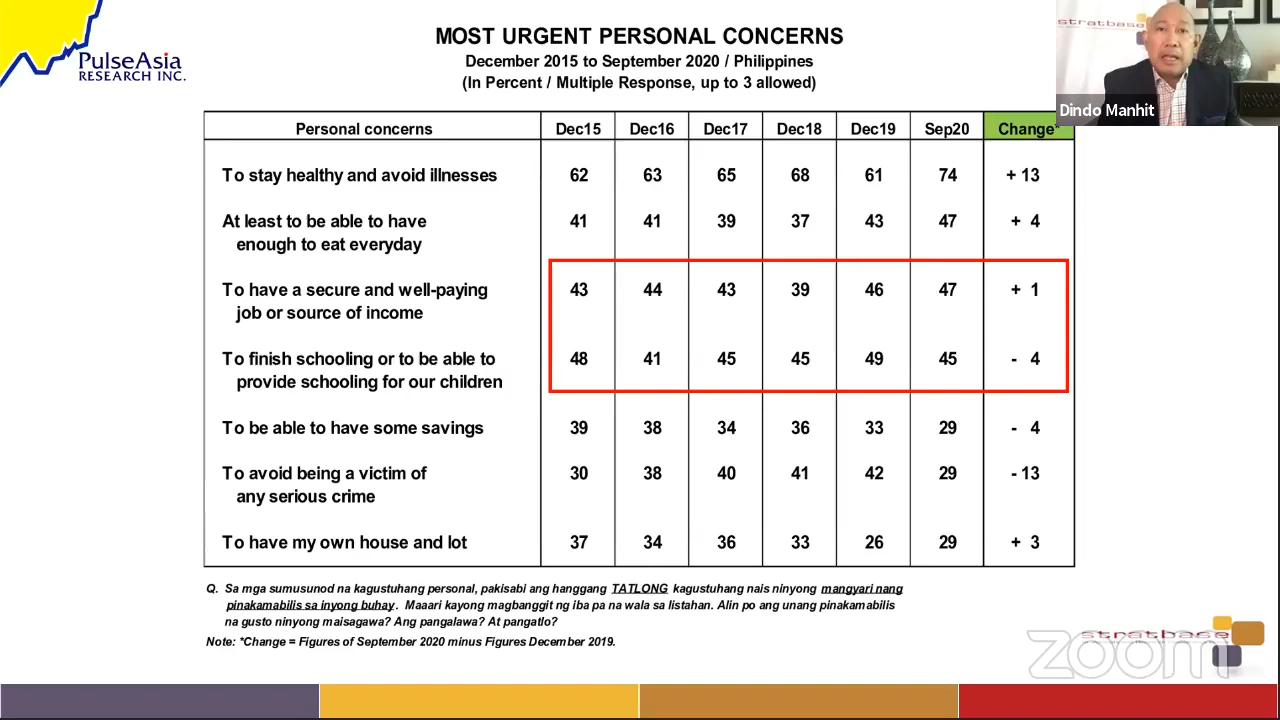 PulseAsia
RESEARCH INC.
MOST URGENT PERSONAL CONCERNS
December 2015 to September 2020 / Philippines
(In Percent / Multiple Response, up to 3 allowed)
stratbase
Dindo Manhit
Personal concerns Dec15 Dec16 Dec17 Dec18 Dec19 Sep20 Change*
To stay healthy and avoid illnesses 62 63 65 68 61 74 + 13
At least to be able to have 41 41 39 37 43 47 + 4
enough to eat everyday
To have a secure and well-paying 43 44 43 39 46 47 + 1
job or source of income
To finish schooling or to be able to 48 41 45 45 49 45 - 4
provide schooling for our children
To be able to have some savings 39 38 34 36 33 29 - 4
To avoid being a victim of 30 38 40 41 42 29 - 13
any serious crime
To have my own house and lot 37 34 36 33 26 29 + 3
Q. Sa mga sumusunod na kagustuhang personal, pakisabi ang hanggang TATLONG kagustuhang nais ninyong mangyari nang
pinakamabilis sa inyong buhay. Maaari kayong magbanggit ng iba pa na wala sa listahan. Alin po ang unang pinakamabilis
na gusto ninyong maisagawa? Ang pangalawa? At pangatlo?
Note: *Change = Figures of September 2020 minus Figures December 2019.
stratbase
zoom